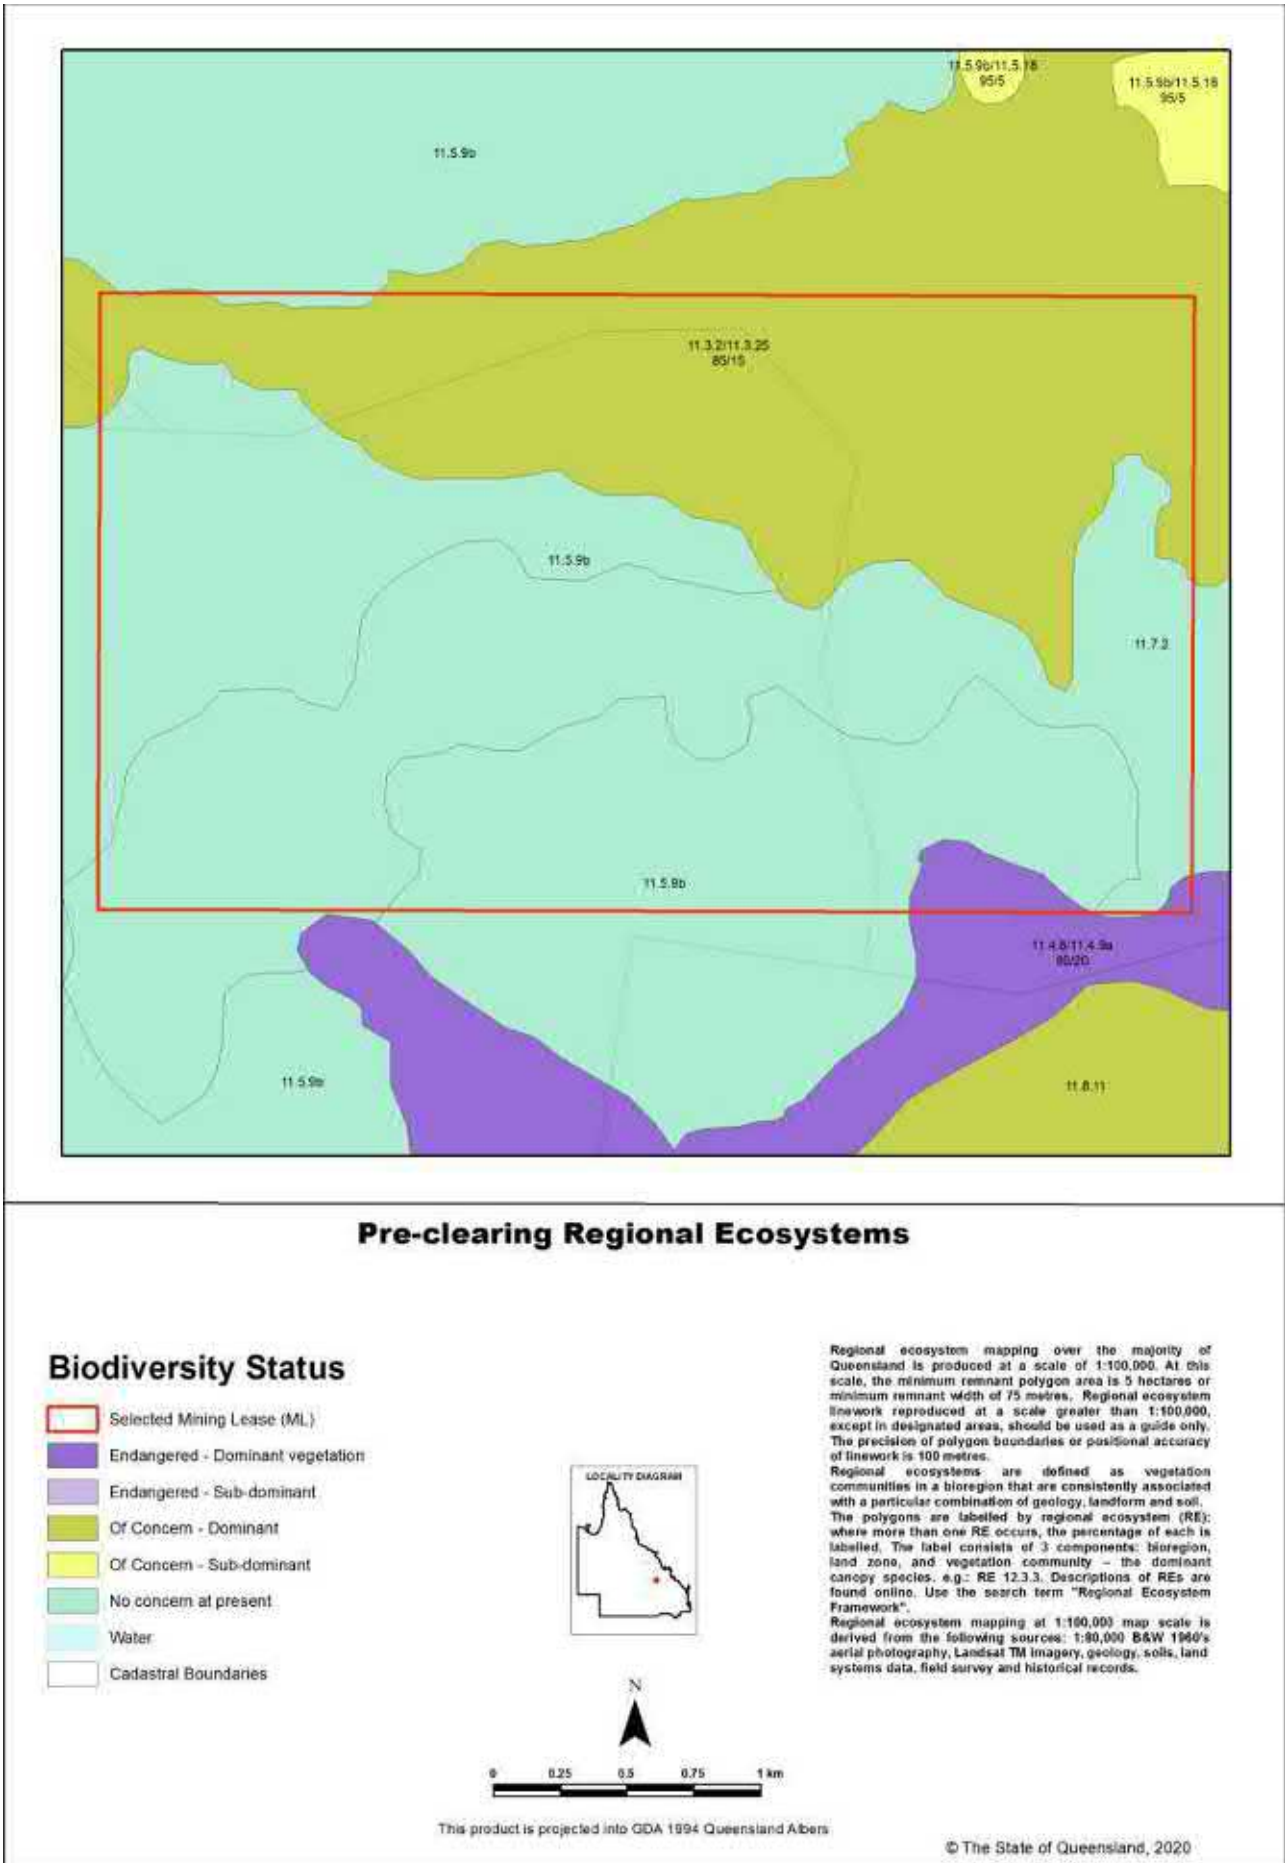 11.5.9b/11.5.18
95/5
11.5.9b/11.5.18
95/5
11.5.9b
11.3.2/11.3.25
85/15
11.5.9b
11.7.2
11.5.9b
11.4.8/11.4.9a
80/20
11.5.9b
11.8.11
Pre-clearing Regional Ecosystems
Biodiversity Status
Selected Mining Lease (ML)
Endangered - Dominant vegetation
Endangered - Sub-dominant
Of Concern - Dominant
Of Concern - Sub-dominant
No concern at present
Water
Cadastral Boundaries
LOCALITY DIAGRAM
N
0 0.25 0.5 0.75 1 km
This product is projected into GDA 1994 Queensland Albers
Regional ecosystem mapping over the majority of
Queensland is produced at a scale of 1:100,000. At this
scale, the minimum remnant polygon area is 5 hectares or
minimum remnant width of 75 metres. Regional ecosystem
linework reproduced at a scale greater than 1:100,000,
except in designated areas, should be used as a guide only.
The precision of polygon boundaries or positional accuracy
of linework is 100 metres.
Regional ecosystems are defined as vegetation
communities in a bioregion that are consistently associated
with a particular combination of geology, landform and soil.
The polygons are labelled by regional ecosystem (RE);
where more than one RE occurs, the percentage of each is
labelled. The label consists of 3 components: bioregion,
land zone, and vegetation community – the dominant
canopy species. e.g.: RE 12.3.3. Descriptions of REs are
found online. Use the search term "Regional Ecosystem
Framework".
Regional ecosystem mapping at 1:100,000 map scale is
derived from the following sources: 1:80,000 B&W 1960's
aerial photography, Landsat TM imagery, geology, soils, land
systems data, field survey and historical records.
© The State of Queensland, 2020